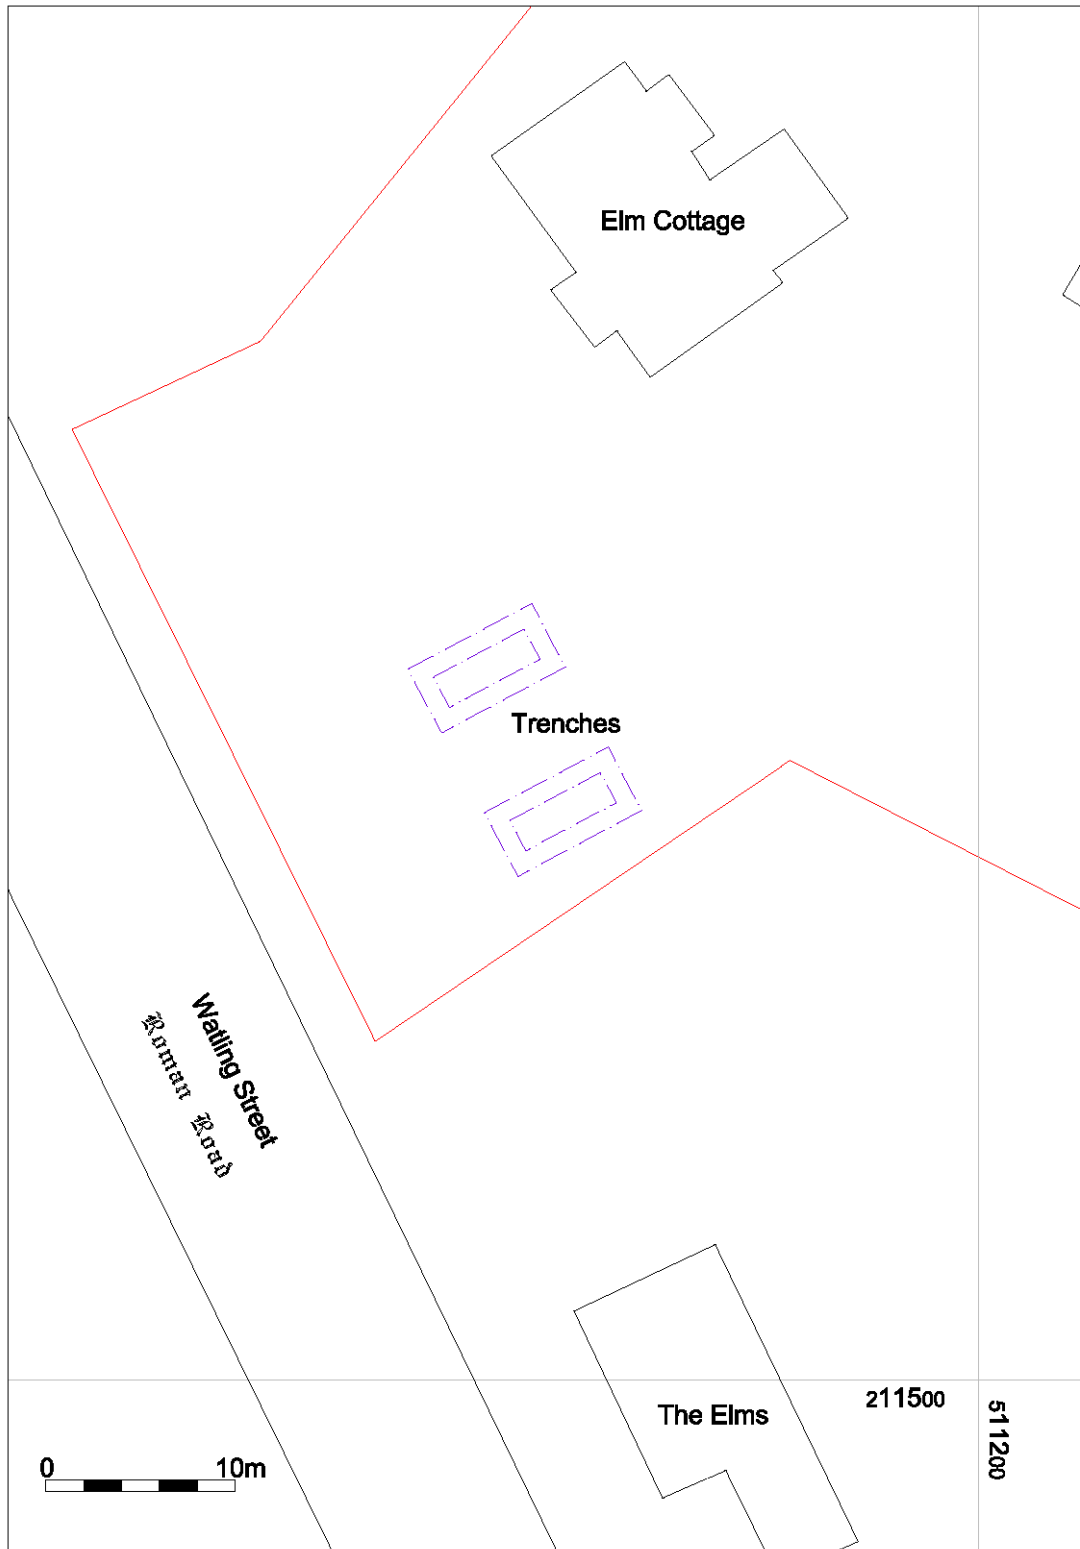 Elm Cottage
Trenches
Watling Street
Roman Road
211500
The Elms
511200
0 10m